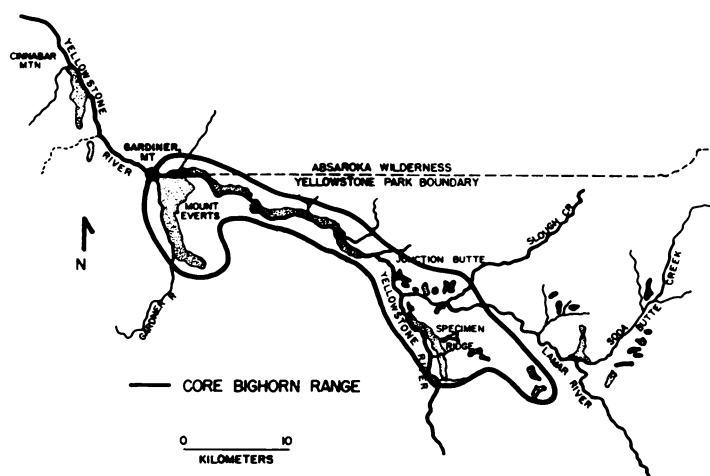 CINNABAR
MTN
YELLOWSTONE
RIVER
GARDINER,
MT
ABSAROKA WILDERNESS
YELLOWSTONE PARK BOUNDARY
MOUNT
EVERTS
N
GARDNER R
JUNCTION BUTTE
SLOUGH CR
YELLOWSTONE RIVER
SPECIMEN
RIDGE
LAMAR RIVER
SODA BUTTE CREEK
CORE BIGHORN RANGE
0 10
KILOMETERS